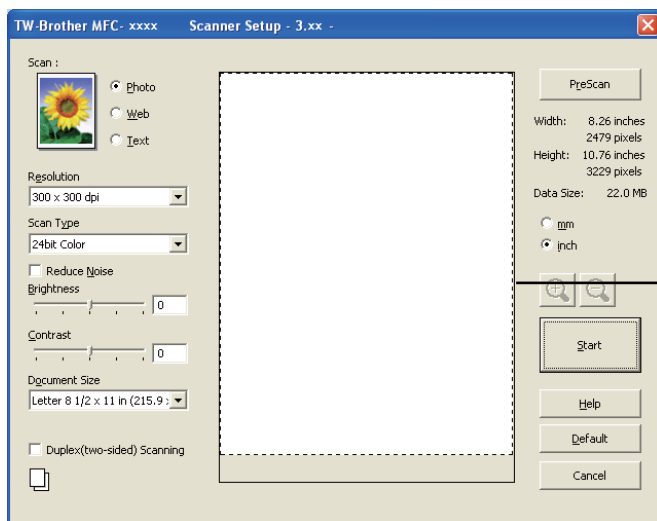 TW-Brother MFC- xxxx Scanner Setup - 3.xx -
Scan :
Photo
Web
Text
Resolution
300 x 300 dpi
Scan Type
24bit Color
Reduce Noise
Brightness
0
Contrast
0
Document Size
Letter 8 1/2 x 11 in (215.9 :
Duplex(two-sided) Scanning
PreScan
Width: 8.26 inches
2479 pixels
Height: 10.76 inches
3229 pixels
Data Size: 22.0 MB
mm
inch
Start
Help
Default
Cancel